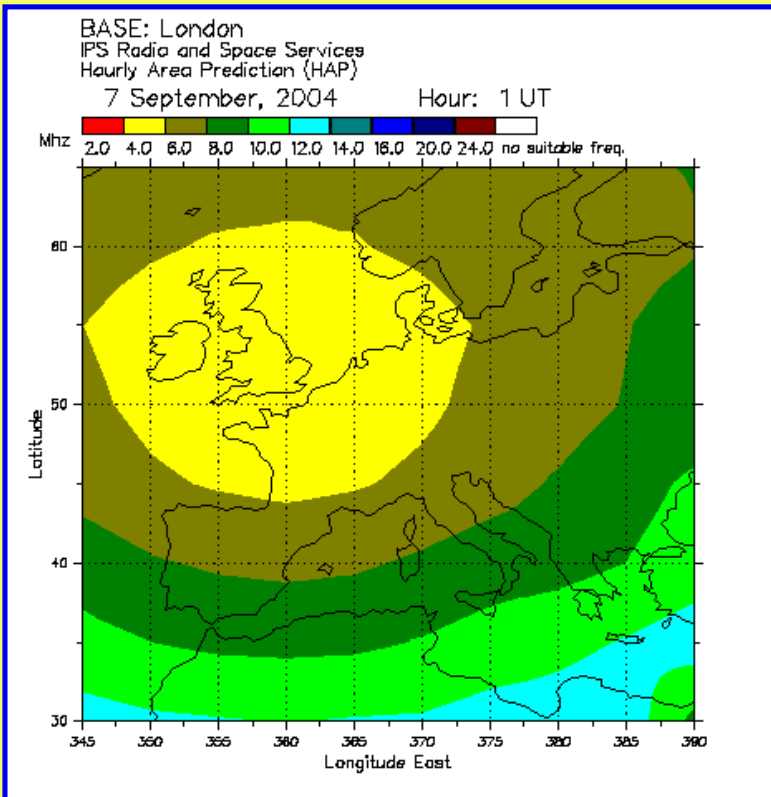 BASE: London
IPS Radio and Space Services
Hourly Area Prediction (HAP)
7 September, 2004 Hour: 1 UT
Mhz 2.0 4.0 6.0 8.0 10.0 12.0 14.0 16.0 20.0 24.0 no suitable freq.
60
50
Latitude
40
30
345 350 355 360 365 370 375 380 385 390
Longitude East